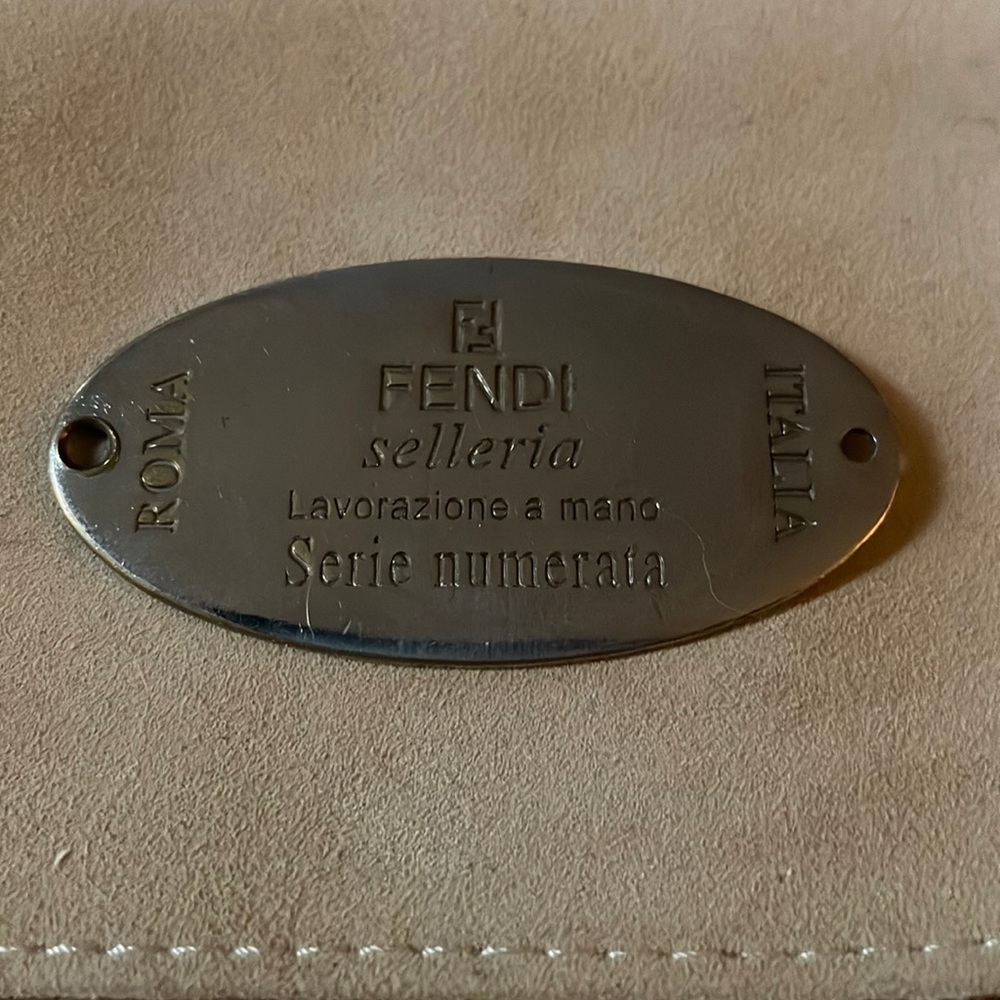 ROMA
FENDI
selleria
Lavorazione a mano
Serie numerata
ITALIA